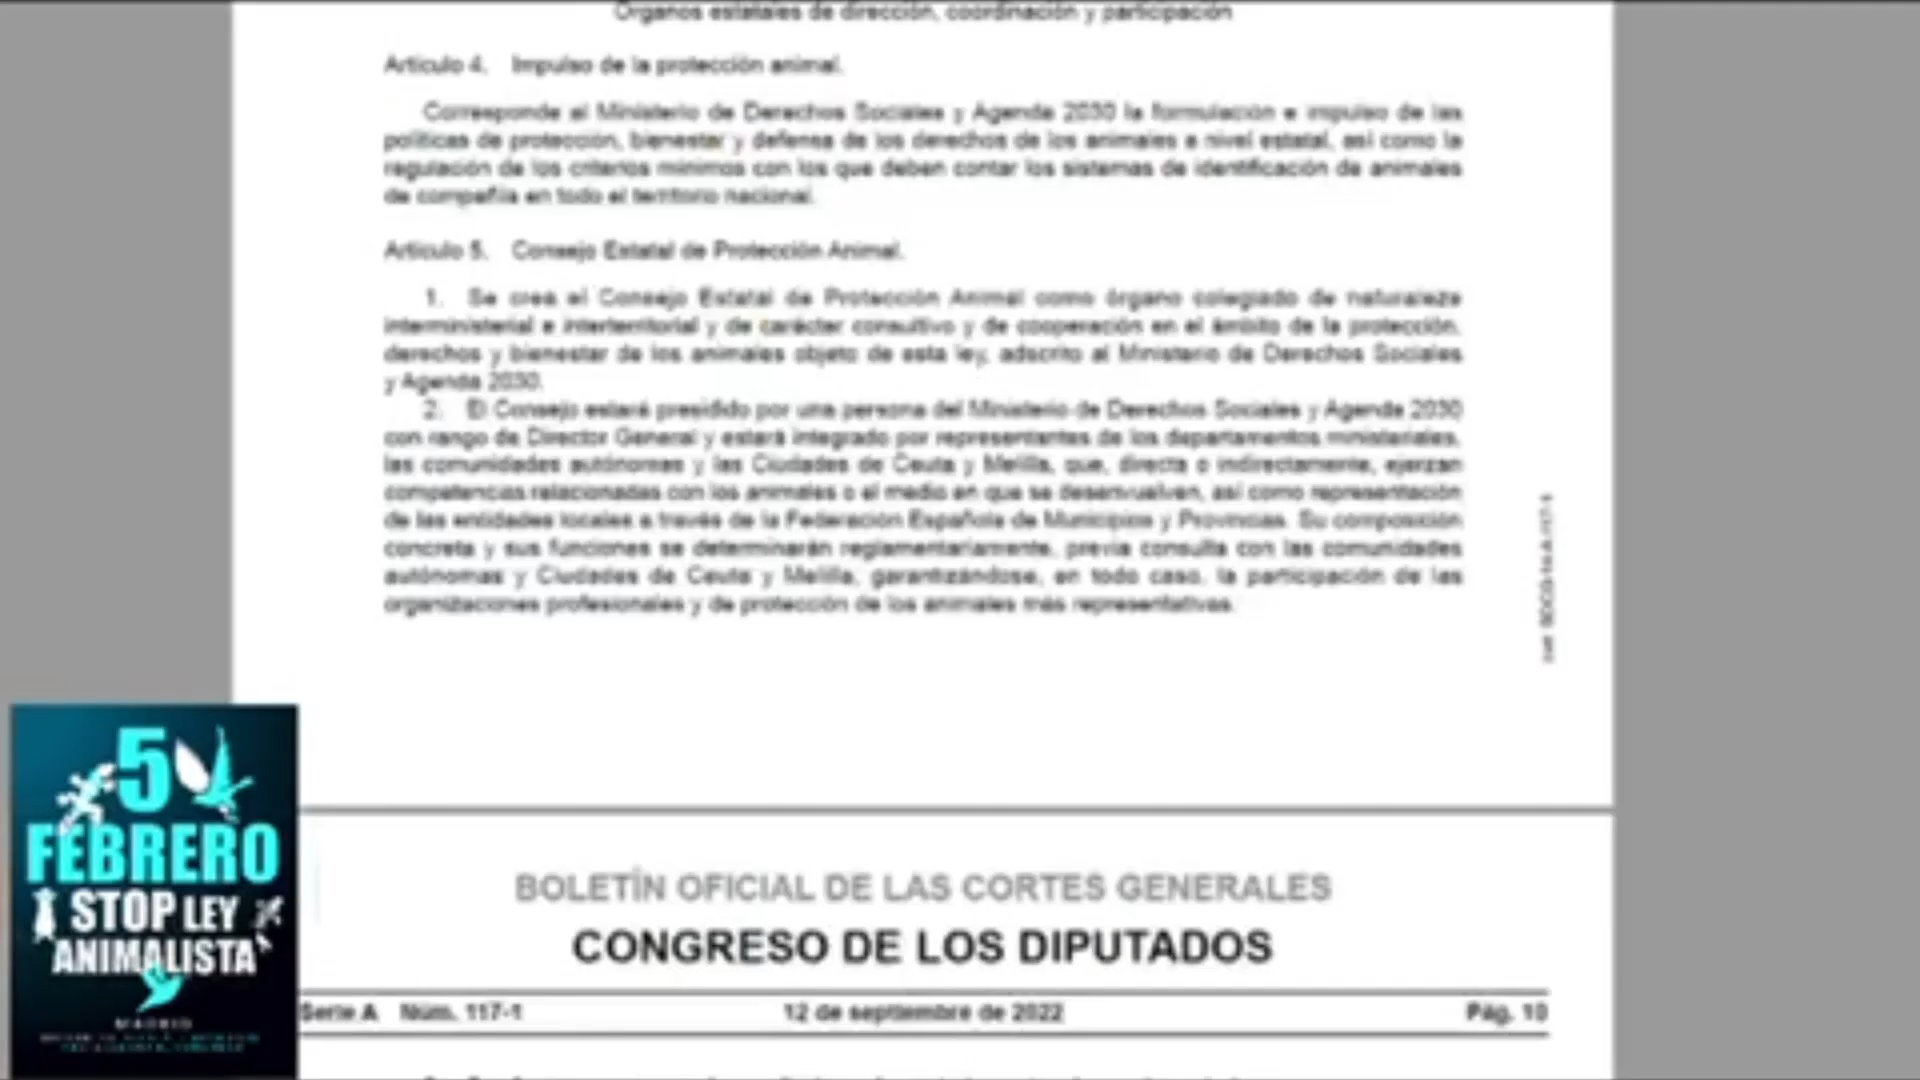 Órganos estatales de dirección, coordinación y participación
Artículo 4. Impulso de la protección animal.
Corresponde al Ministerio de Derechos Sociales y Agenda 2030 la formulación e impulso de las
políticas de protección, bienestar y defensa de los derechos de los animales a nivel estatal, así como la
regulación de los criterios mínimos con los que deben contar los sistemas de identificación de animales
de compañía en todo el territorio nacional.
Artículo 5. Consejo Estatal de Protección Animal.
1. Se crea el Consejo Estatal de Protección Animal como órgano colegiado de naturaleza
interministerial e interterritorial y de carácter consultivo y de cooperación en el ámbito de la protección,
derechos y bienestar de los animales objeto de esta ley, adscrito al Ministerio de Derechos Sociales
y Agenda 2030.
2. El Consejo estará presidido por una persona del Ministerio de Derechos Sociales y Agenda 2030
con rango de Director General y estará integrado por representantes de los departamentos ministeriales,
las comunidades autónomas y las Ciudades de Ceuta y Melilla, que, directa o indirectamente, ejerzan
competencias relacionadas con los animales o el medio en que se desenvuelven, así como representación
de las entidades locales a través de la Federación Española de Municipios y Provincias. Su composición
concreta y sus funciones se determinarán reglamentariamente, previa consulta con las comunidades
autónomas y Ciudades de Ceuta y Melilla, garantizándose, en todo caso, la participación de las
organizaciones profesionales y de protección de los animales más representativas.
cve: BOCG-14-A-117-1
BOLETÍN OFICIAL DE LAS CORTES GENERALES
CONGRESO DE LOS DIPUTADOS
Serie A Núm. 117-1 12 de septiembre de 2022 Pág. 10
5
FEBRERO
STOP LEY
ANIMALISTA
MADRID